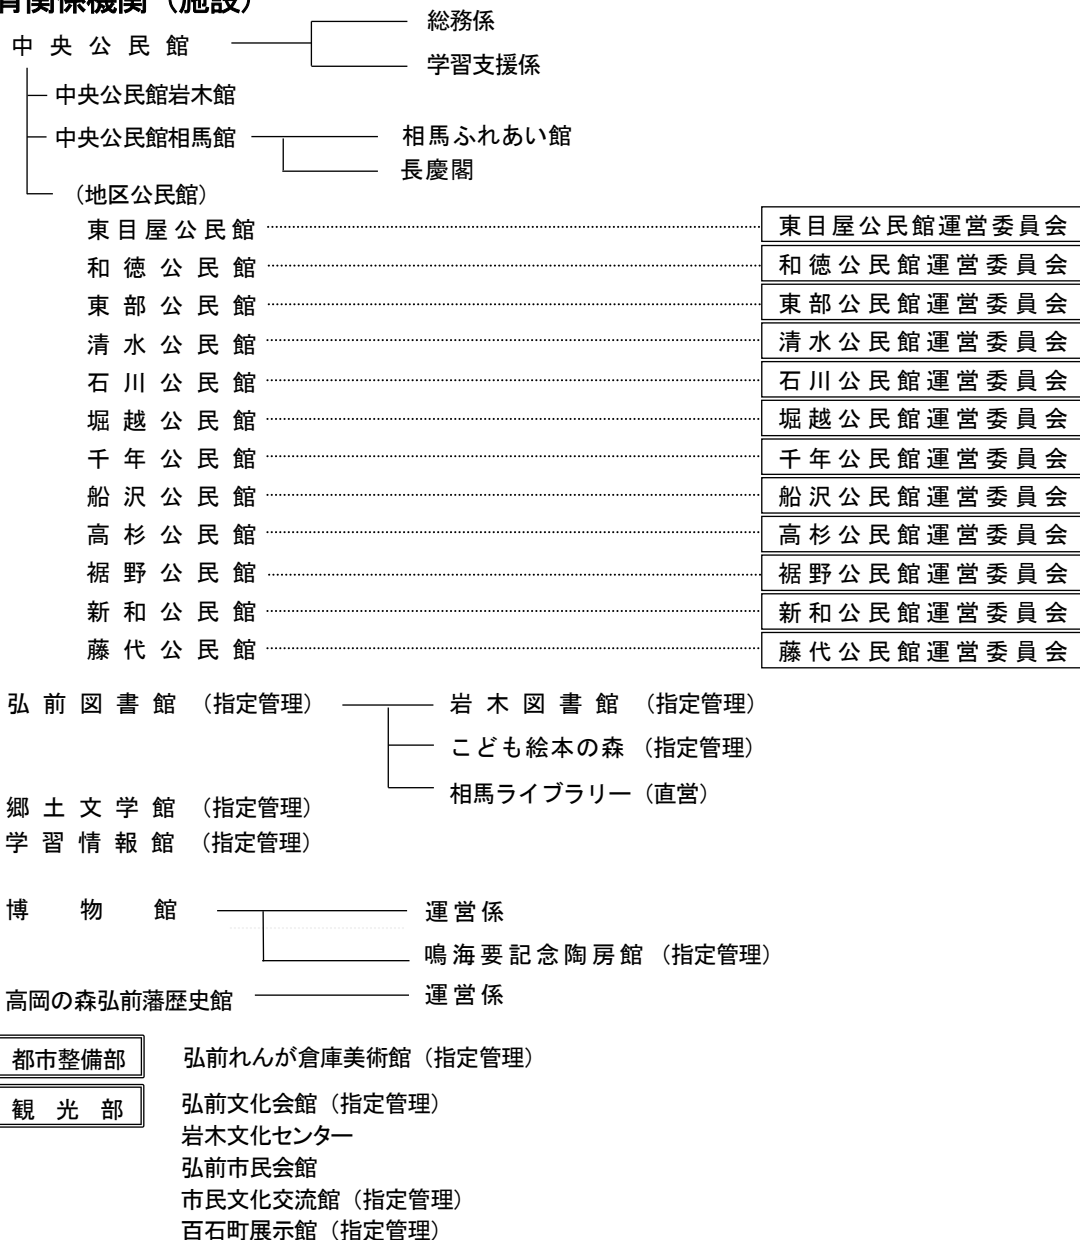 育関係機関（施設）
中央公民館 総務係
学習支援係
中央公民館岩木館
中央公民館相馬館 相馬ふれあい館
長慶閣
（地区公民館）
東目屋公民館 東目屋公民館運営委員会
和徳公民館 和徳公民館運営委員会
東部公民館 東部公民館運営委員会
清水公民館 清水公民館運営委員会
石川公民館 石川公民館運営委員会
堀越公民館 堀越公民館運営委員会
千年公民館 千年公民館運営委員会
船沢公民館 船沢公民館運営委員会
高杉公民館 高杉公民館運営委員会
裾野公民館 裾野公民館運営委員会
新和公民館 新和公民館運営委員会
藤代公民館 藤代公民館運営委員会
弘前図書館（指定管理） 岩木図書館（指定管理）
こども絵本の森（指定管理）
相馬ライブラリー（直営）
郷土文学館（指定管理）
学習情報館（指定管理）
博物館 運営係
鳴海要記念陶房館（指定管理）
高岡の森弘前藩歴史館 運営係
都市整備部 弘前れんが倉庫美術館（指定管理）
観光部 弘前文化会館（指定管理）
岩木文化センター
弘前市民会館
市民文化交流館（指定管理）
百石町展示館（指定管理）